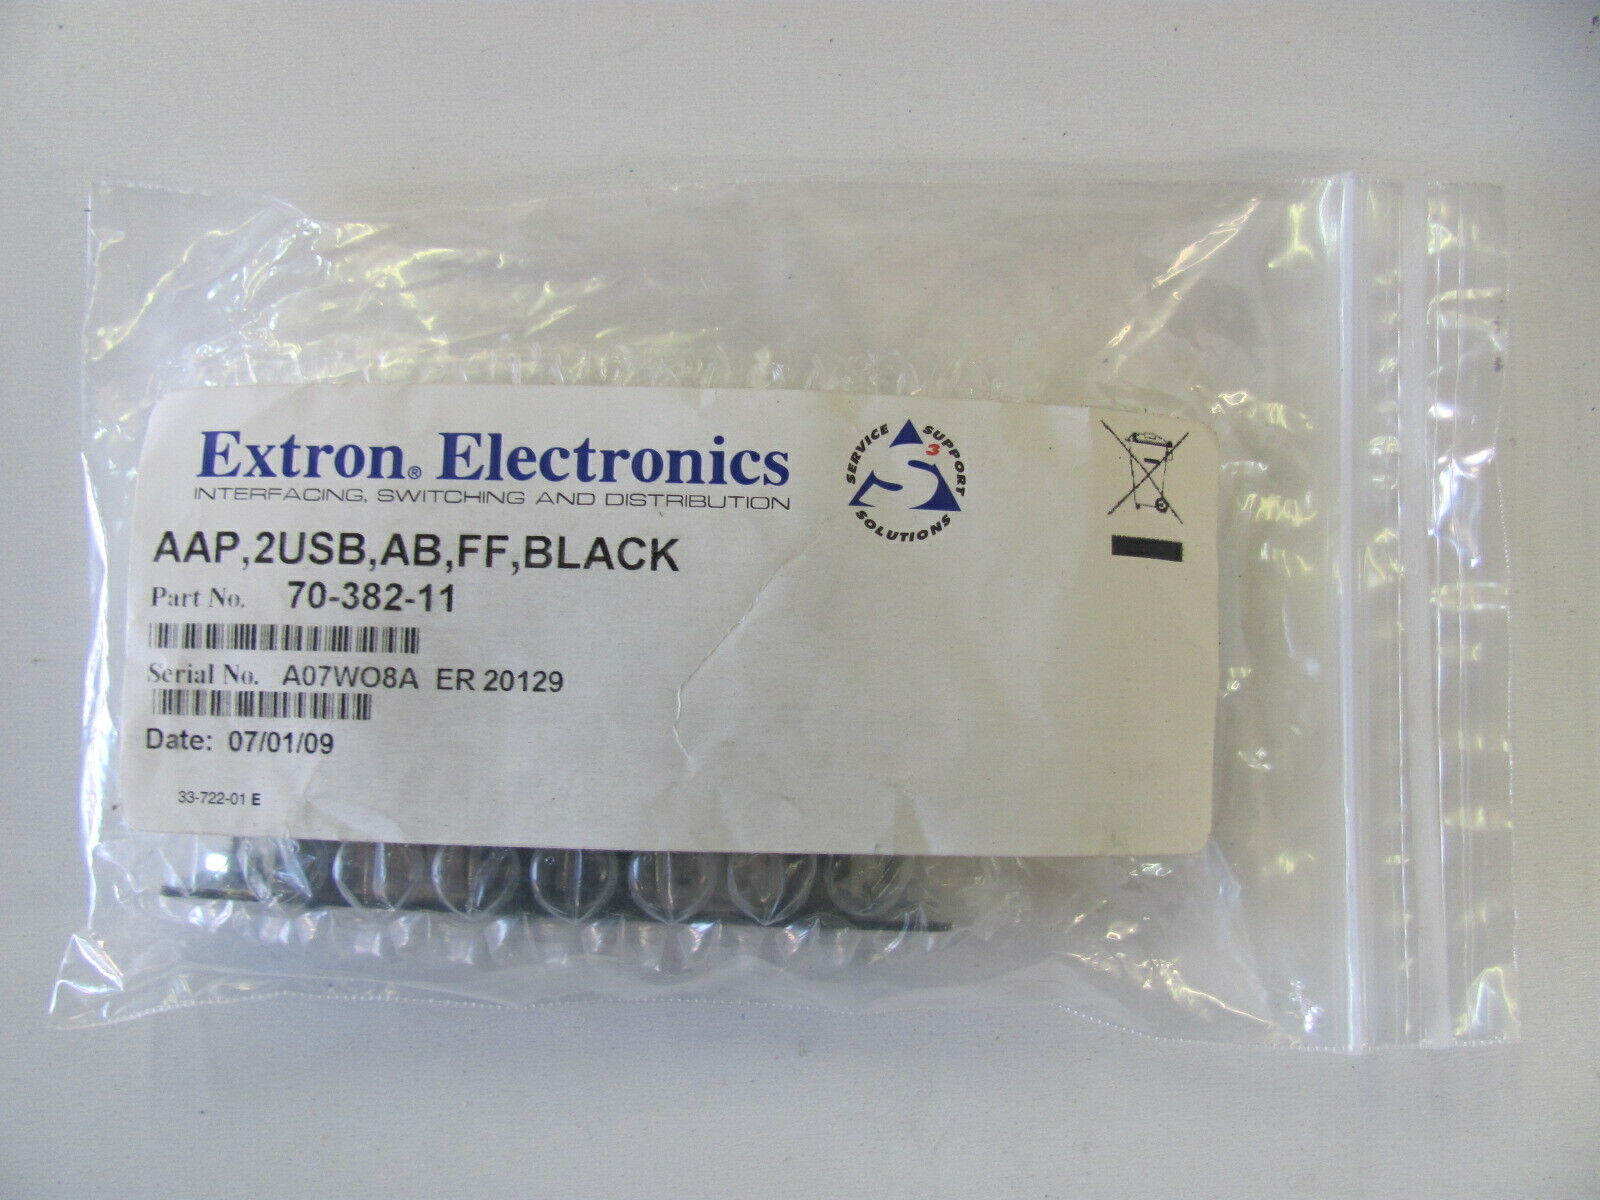 Extron® Electronics
INTERFACING, SWITCHING AND DISTRIBUTION
SERVICE SUPPORT SOLUTIONS
S3
AAP,2USB,AB,FF,BLACK
Part No. 70-382-11
Serial No. A07WO8A ER 20129
Date: 07/01/09
33-722-01 E